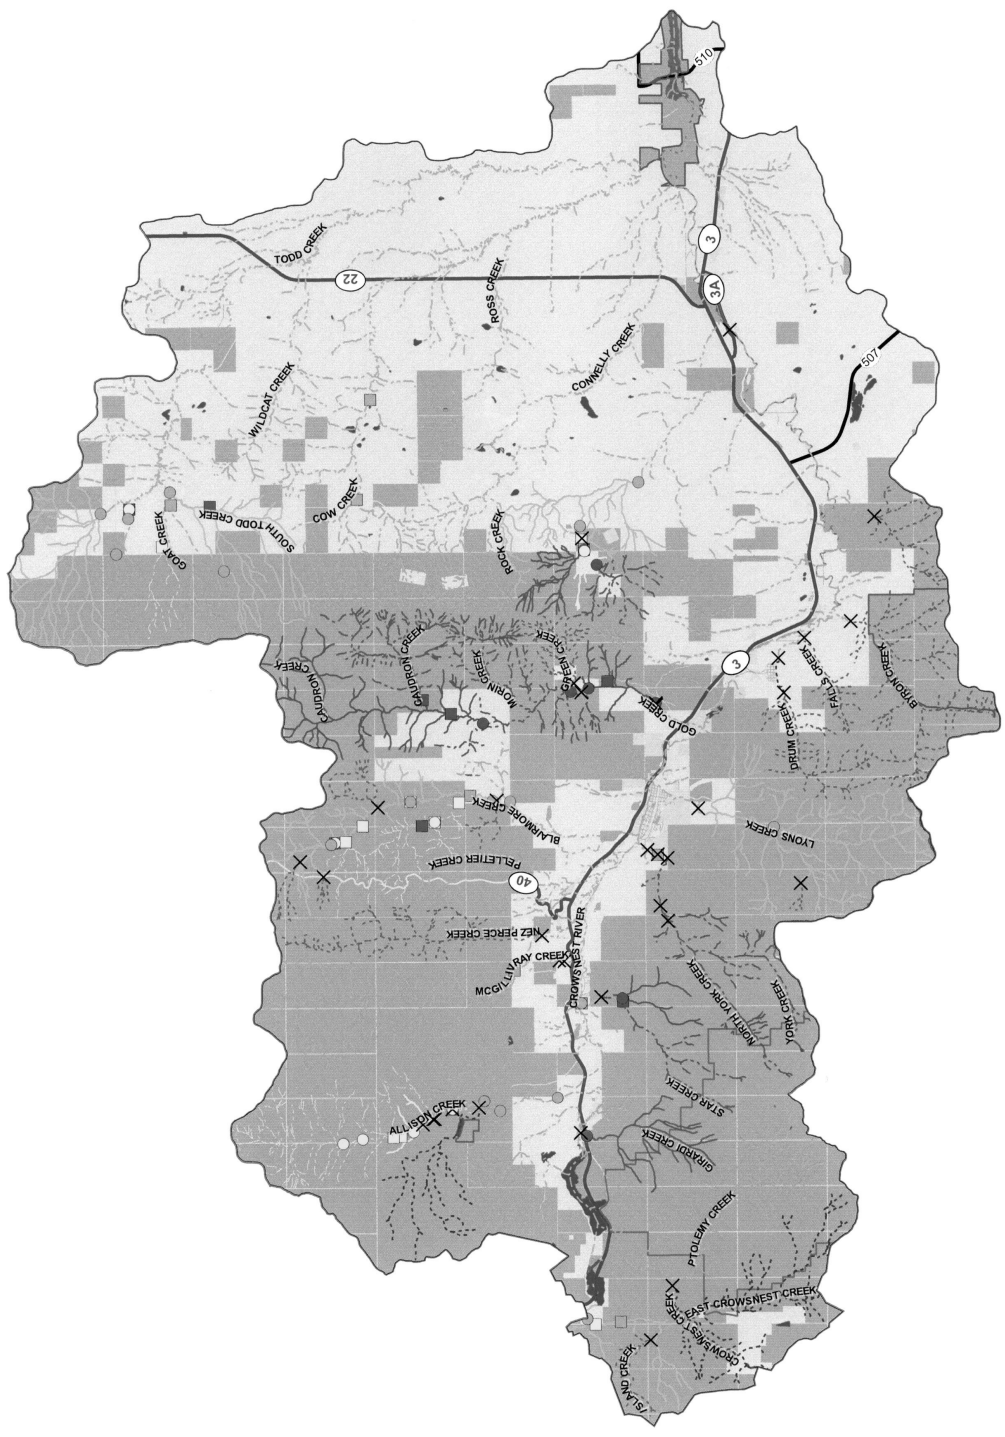 510
3
TODD CREEK
22
3A
ROSS CREEK
CONNELLY CREEK
507
WILDCAT CREEK
COW CREEK
SOUTH TODD CREEK
GOAT CREEK
ROCK CREEK
CAUDRON CREEK
CAUDRON CREEK
CAUDRON CREEK
MORIN CREEK
GREEN CREEK
GOLD CREEK
3
FALLS CREEK
BYRON CREEK
DRUM CREEK
BLAIRMORE CREEK
LYONS CREEK
PELLETIER CREEK
40
NEZ PERCE CREEK
MCGILLIVRAY CREEK
CROWSNEST RIVER
NORTH YORK CREEK
YORK CREEK
STAR CREEK
ALLISON CREEK
GIRARDI CREEK
PTOLEMY CREEK
EAST CROWSNEST CREEK
CROWSNEST CREEK
ISLAND CREEK